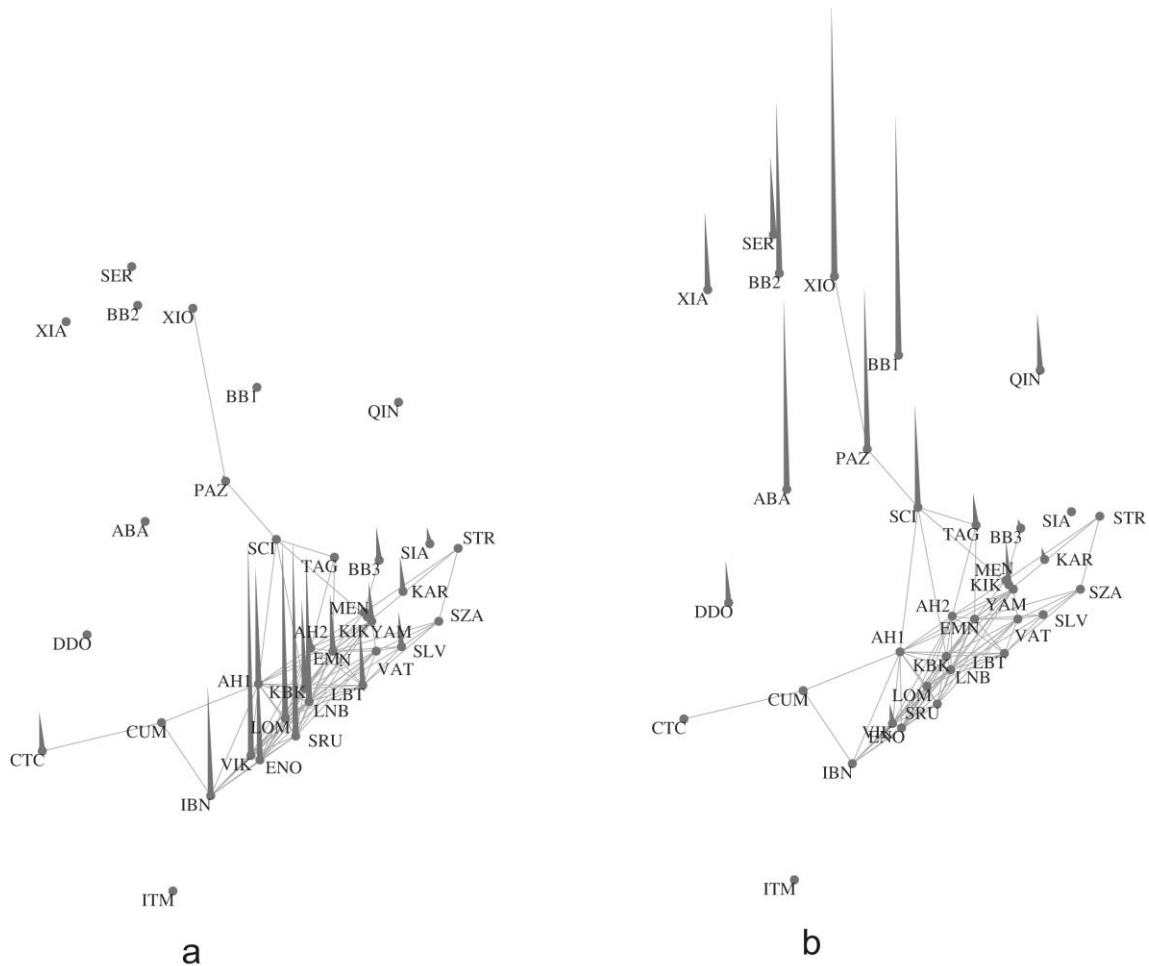 SER
BB2
XIO
XIA
BB1
QIN
PAZ
ABA
SCI
TAG
BB3
SIA
STR
KAR
MEN
KIK
YAM
SZA
AH2
EMN
VAT
SLV
DDO
AH1
KBK
LBT
LNB
CUM
LOM
SRU
CTC
VIK
ENO
IBN
ITM
a
SER
BB2
XIO
XIA
BB1
QIN
PAZ
ABA
SCI
TAG
BB3
SIA
STR
KAR
MEN
KIK
YAM
SZA
DDO
AH2
EMN
VAT
SLV
AH1
KBK
LBT
LNB
CUM
LOM
SRU
CTC
VIK
ENO
IBN
ITM
b